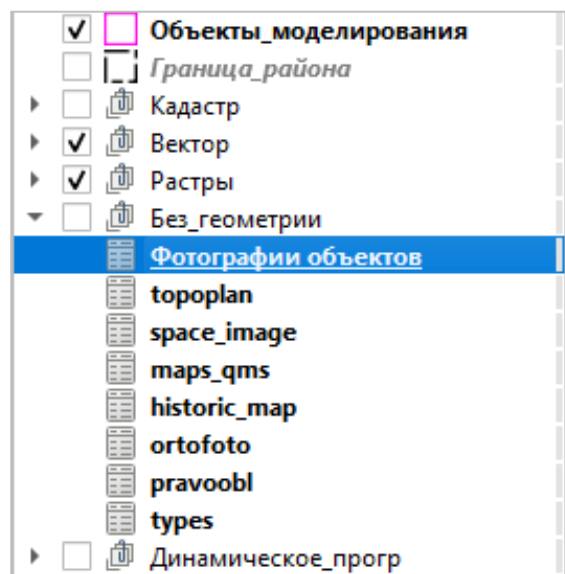 Объекты_моделирования
Граница_района
Кадастр
Вектор
Растры
Без_геометрии
Фотографии объектов
topoplan
space_image
maps_qms
historic_map
ortofoto
pravoobl
types
Динамическое_прогр